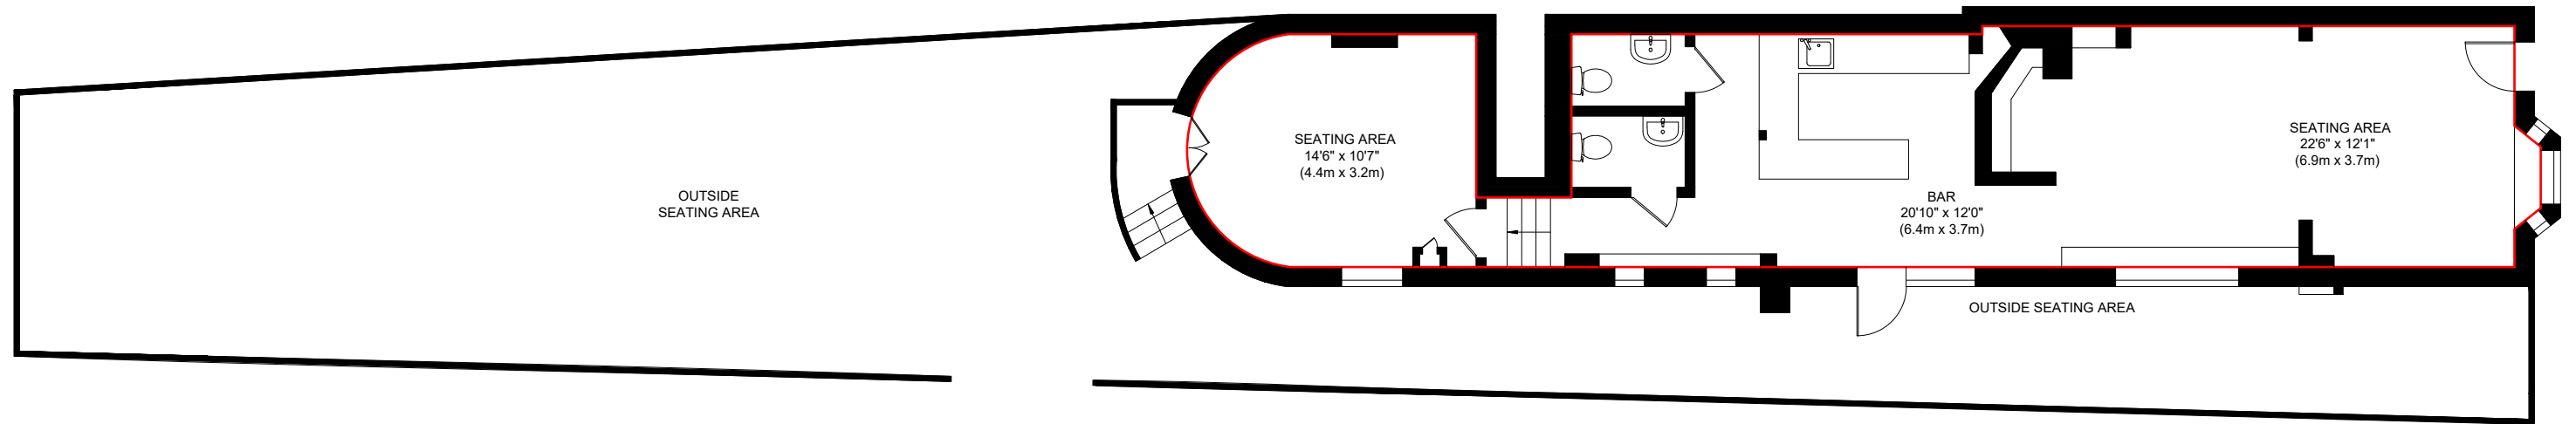 OUTSIDE
SEATING AREA
SEATING AREA
14'6" x 10'7"
(4.4m x 3.2m)
BAR
20'10" x 12'0"
(6.4m x 3.7m)
SEATING AREA
22'6" x 12'1"
(6.9m x 3.7m)
OUTSIDE SEATING AREA